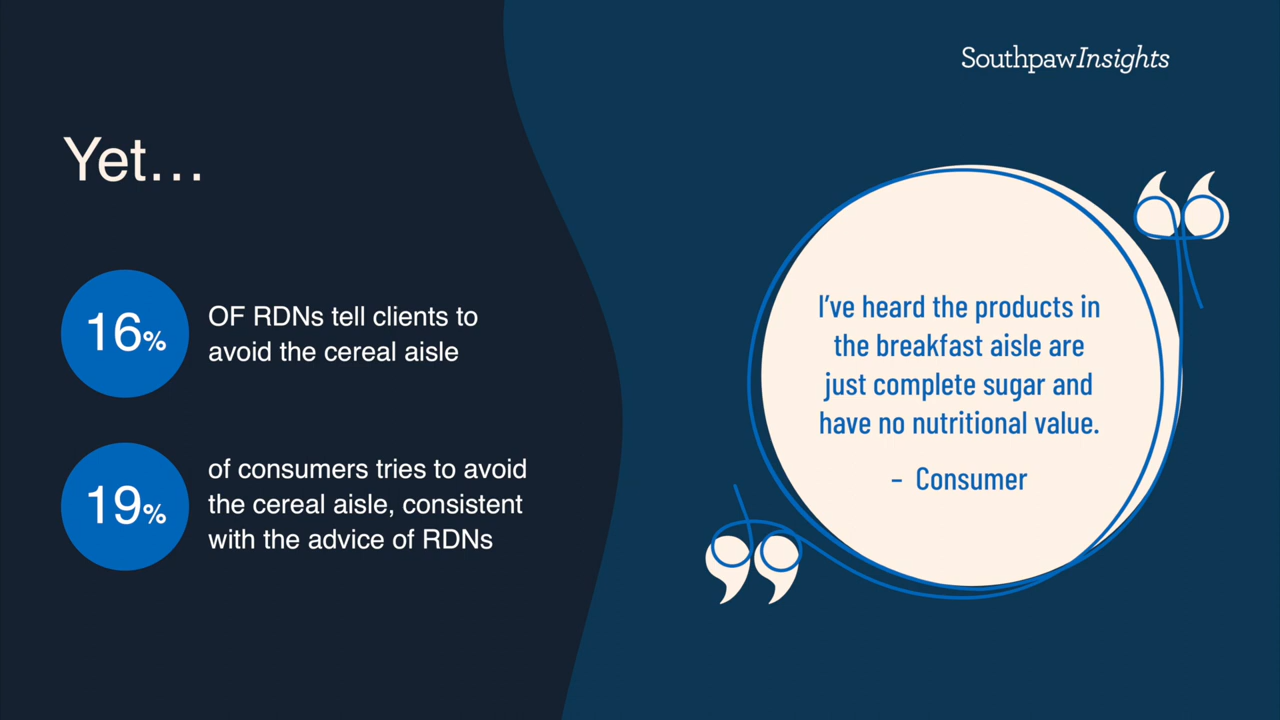 SouthpawInsights
Yet...
16%
OF RDNs tell clients to
avoid the cereal aisle
19%
of consumers tries to avoid
the cereal aisle, consistent
with the advice of RDNs
“
I’ve heard the products in
the breakfast aisle are
just complete sugar and
have no nutritional value.
– Consumer
”